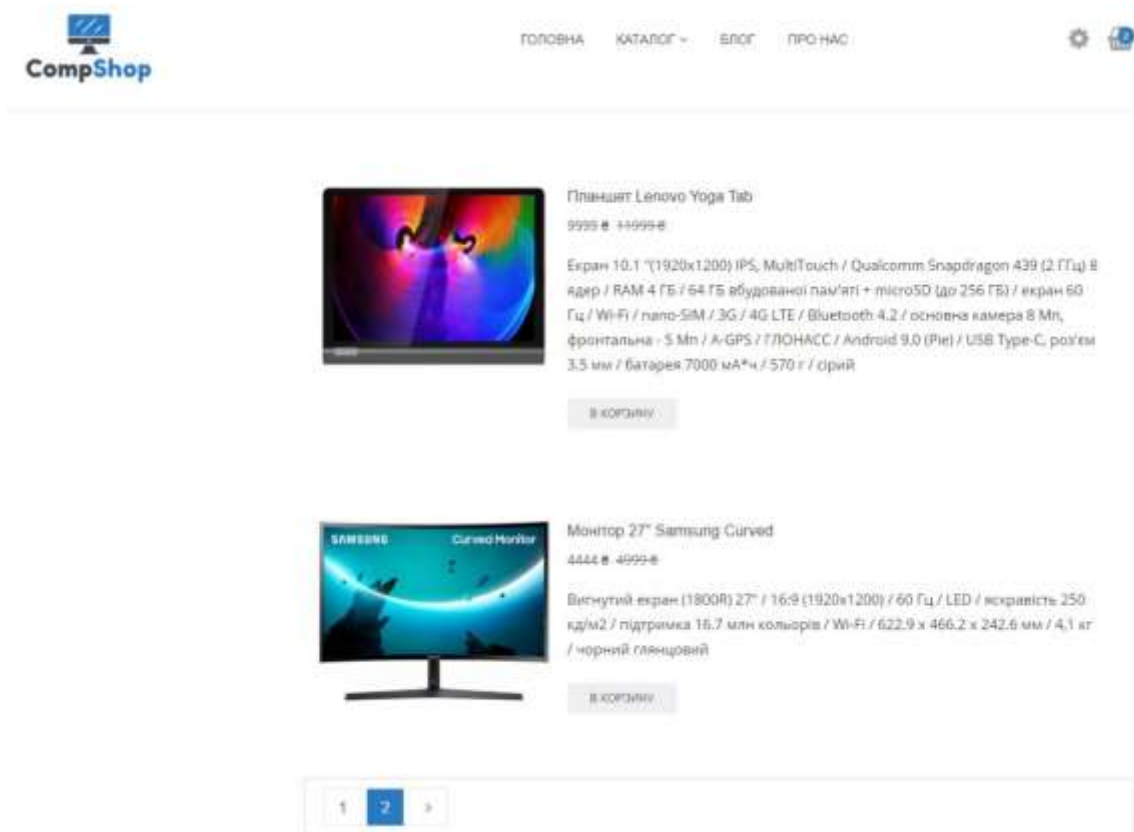 CompShop
ГОЛОВНА КАТАЛОГ БЛОГ ПРО НАС
Планшет Lenovo Yoga Tab
9999 ₴ 11999 ₴
Екран 10.1 "(1920x1200) IPS, MultiTouch / Qualcomm Snapdragon 439 (2 ГГц) 8
ядер / RAM 4 ГБ / 64 ГБ вбудованої пам'яті + microSD (до 256 ГБ) / екран 60
Гц / Wi-Fi / nano-SIM / 3G / 4G LTE / Bluetooth 4.2 / основна камера 8 Мп,
фронтальна - 5 Мп / A-GPS / ГЛОНАСС / Android 9.0 (Pie) / USB Type-C, роз'єм
3.5 мм / батарея 7000 мА*ч / 570 г / сірий
В КОРЗИНУ
SAMSUNG Curved Monitor
Монітор 27" Samsung Curved
4444 ₴ 4999 ₴
Вигнутий екран (1800R) 27" / 16:9 (1920x1200) / 60 Гц / LED / яскравість 250
кд/м2 / підтримка 16.7 млн кольорів / Wi-Fi / 622.9 x 466.2 x 242.6 мм / 4,1 кг
/ чорний глянцовий
В КОРЗИНУ
1 2 >